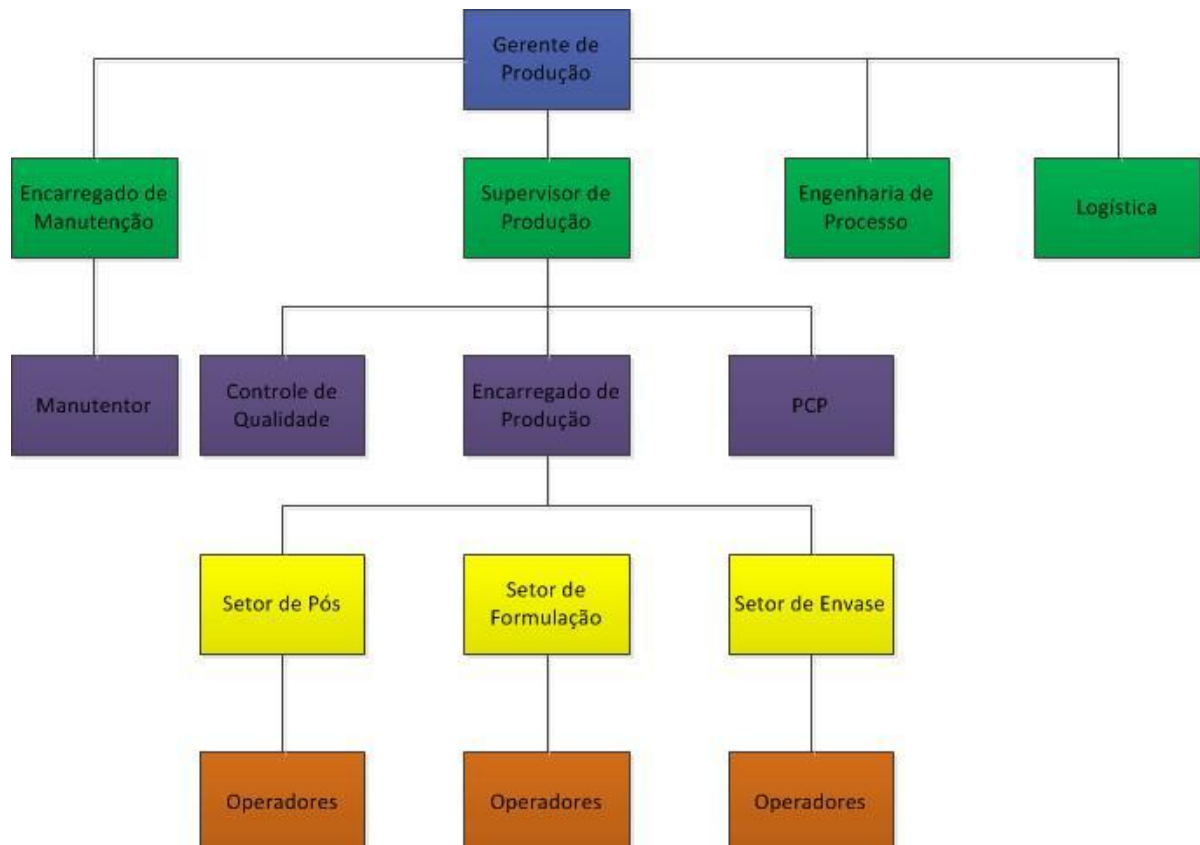 Gerente de
Produção
Encarregado de
Manutenção
Supervisor de
Produção
Engenharia de
Processo
Logística
Manutentor
Controle de
Qualidade
Encarregado de
Produção
PCP
Setor de Pós
Setor de
Formulação
Setor de Envase
Operadores
Operadores
Operadores